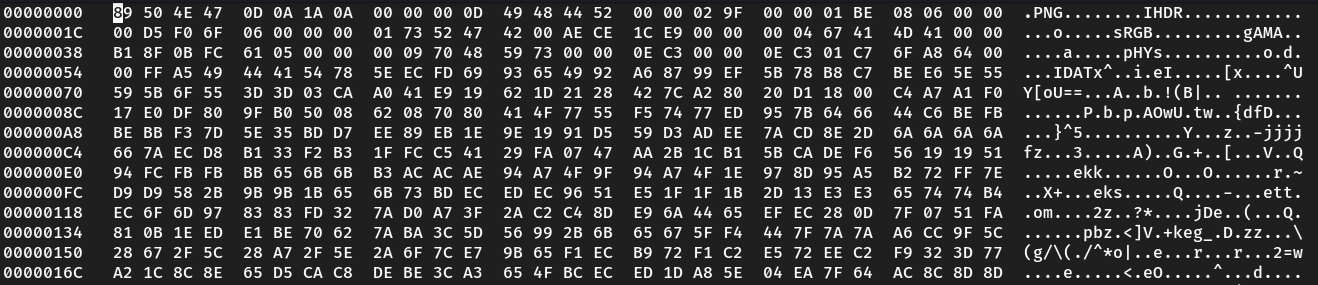 00000000 89 50 4E 47 0D 0A 1A 0A 00 00 00 0D 49 48 44 52 00 00 02 9F 00 00 01 BE 08 06 00 00 .PNG........IHDR............
0000001C 00 D5 F0 6F 06 00 00 00 01 73 52 47 42 00 AE CE 1C E9 00 00 00 04 67 41 4D 41 00 00 ...o.....sRGB.........gAMA..
00000038 B1 8F 0B FC 61 05 00 00 00 09 70 48 59 73 00 00 0E C3 00 00 0E C3 01 C7 6F A8 64 00 ....a.....pHYs..........o.d.
00000054 00 FF A5 49 44 41 54 78 5E EC FD 69 93 65 49 92 A6 87 99 EF 5B 78 B8 C7 BE E6 5E 55 ...IDATx^..i.eI.....[x....^U
00000070 59 5B 6F 55 3D 3D 03 CA A0 41 E9 19 62 1D 21 28 42 7C A2 80 20 D1 18 00 C4 A7 A1 F0 Y[oU==...A..b.!(B|.. .......
0000008C 17 E0 DF 80 9F B0 50 08 62 08 70 80 41 4F 77 55 F5 74 77 ED 95 7B 64 66 44 C6 BE FB ......P.b.p.AOwU.tw..{dfD...
000000A8 BE BB F3 7D 5E 35 BD D7 EE 89 EB 1E 9E 19 91 D5 59 D3 AD EE 7A CD 8E 2D 6A 6A 6A 6A ...}^5..........Y...z..-jjjj
000000C4 66 7A EC D8 B1 33 F2 B3 1F FC C5 41 29 FA 07 47 AA 2B 1C B1 5B CA DE F6 56 19 19 51 fz...3.....A)..G.+..[...V..Q
000000E0 94 FC FB FB BB 65 6B 6B B3 AC AC AE 94 A7 4F 9F 94 A7 4F 1E 97 8D 95 A5 B2 72 FF 7E .....ekk......O...O......r.~
000000FC D9 D9 58 2B 9B 9B 1B 65 6B 73 BD EC ED EC 96 51 E5 1F 1F 1B 2D 13 E3 E3 65 74 74 B4 ..X+...eks.....Q....-...ett.
00000118 EC 6F 6D 97 83 83 FD 32 7A D0 A7 3F 2A C2 C4 8D E9 6A 44 65 EF EC 28 0D 7F 07 51 FA .om....2z..?*....jDe..(...Q.
00000134 81 0B 1E ED E1 BE 70 62 7A BA 3C 5D 56 99 2B 6B 65 67 5F F4 44 7F 7A 7A A6 CC 9F 5C ......pbz.<]V.+keg_.D.zz...\
00000150 28 67 2F 5C 28 A7 2F 5E 2A 6F 7C E7 9B 65 F1 EC B9 72 F1 C2 E5 72 EE C2 F9 32 3D 77 (g/\(./^*o|..e...r...r...2=w
0000016C A2 1C 8C 8E 65 D5 CA C8 DE BE 3C A3 65 4F BC EC ED 1D A8 5E 04 EA 7F 64 AC 8C 8D 8D ....e.....<.eO.....^...d....